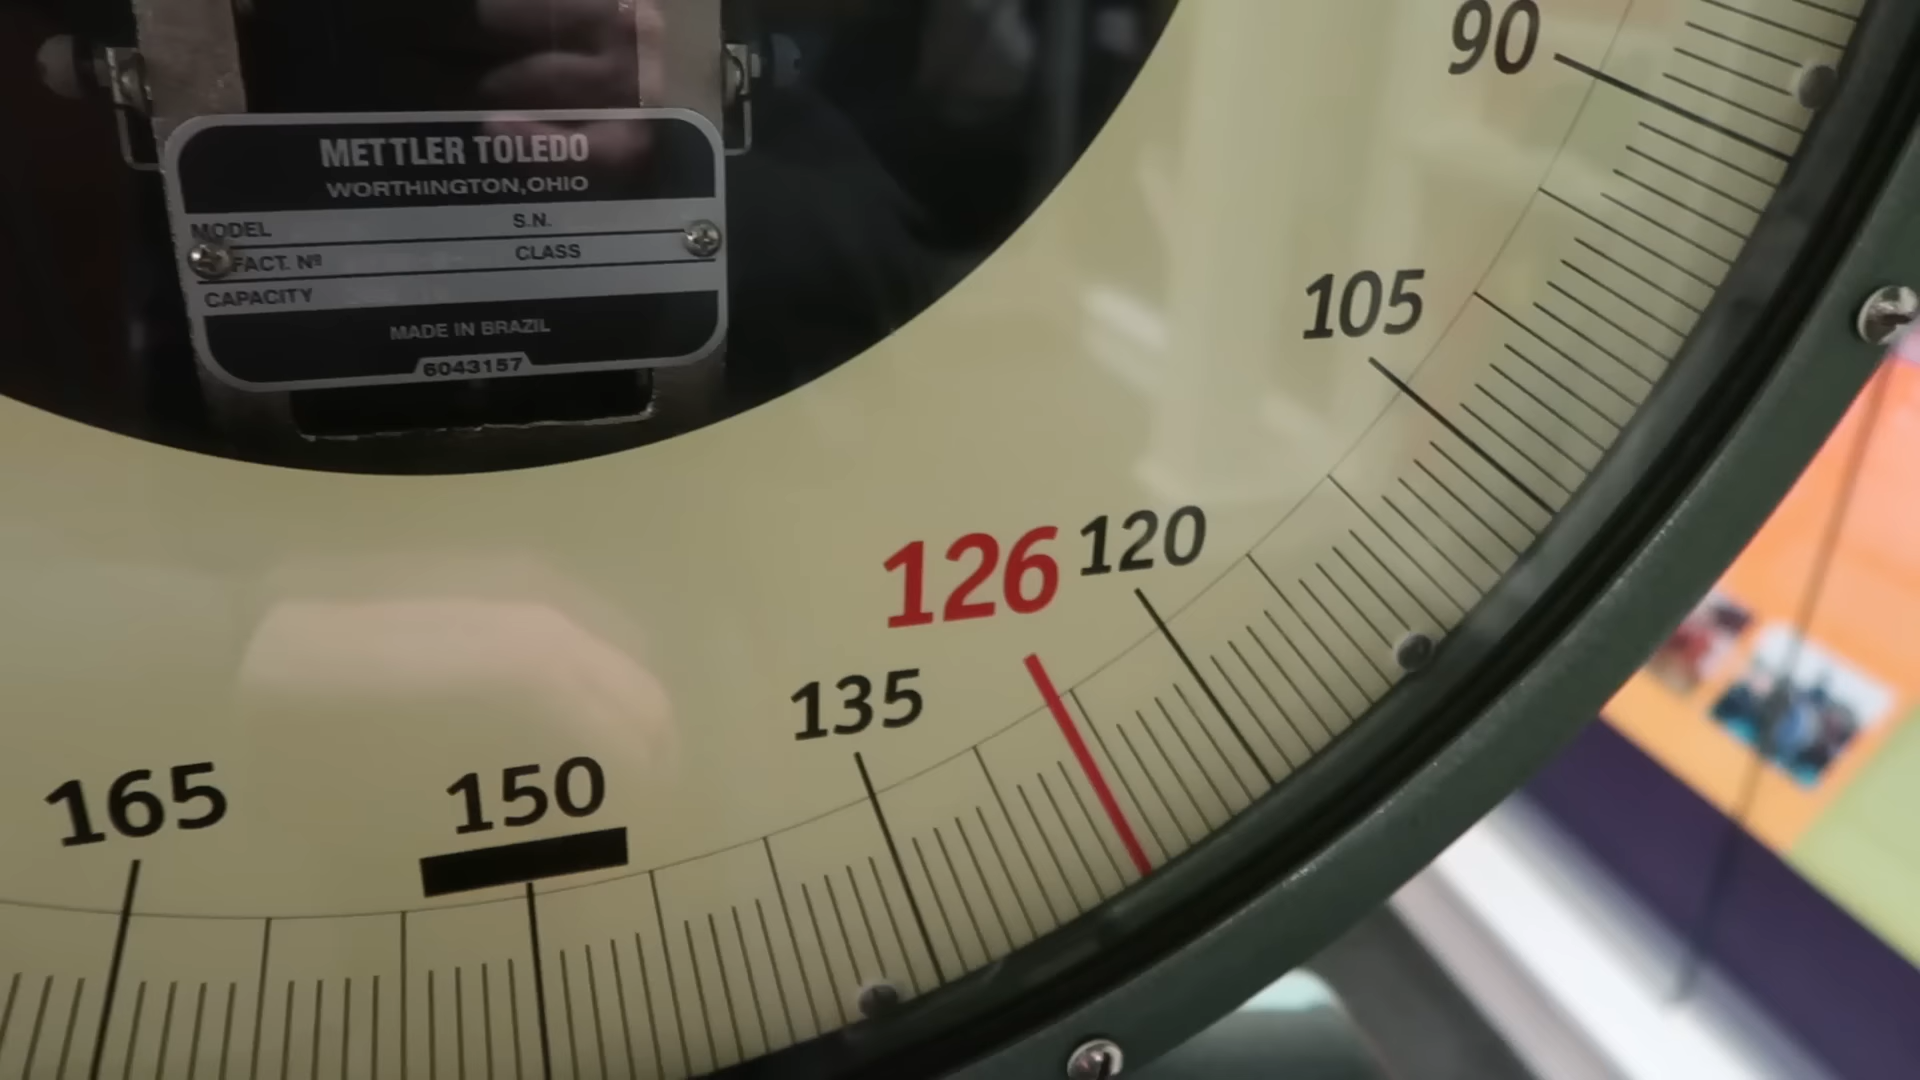 90
METTLER TOLEDO
WORTHINGTON,OHIO
MODEL S.N.
FACT. Nº CLASS
CAPACITY
MADE IN BRAZIL
6043157
105
126 120
135
165 150